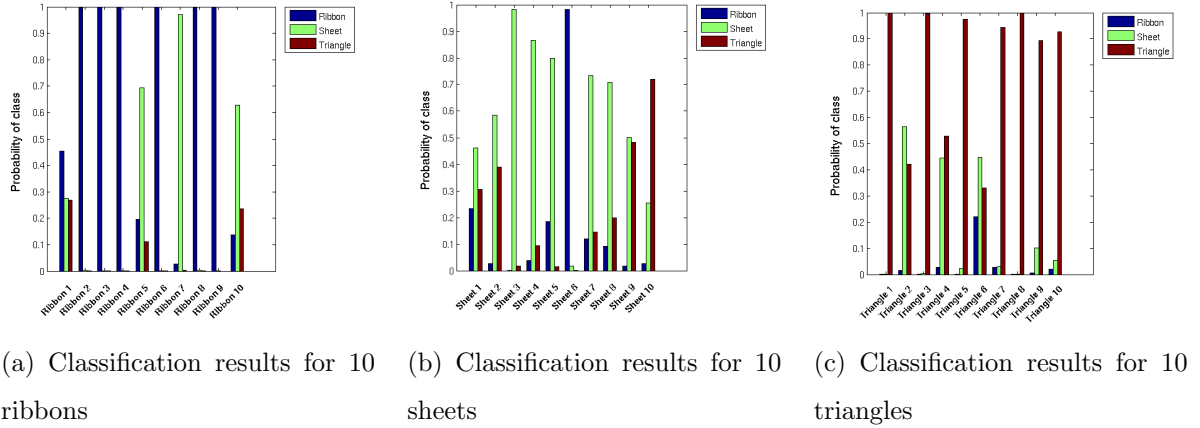 1
0.9
0.8
0.7
0.6
0.5
0.4
0.3
0.2
0.1
0
Probability of class
Ribbon 1
Ribbon 2
Ribbon 3
Ribbon 4
Ribbon 5
Ribbon 6
Ribbon 7
Ribbon 8
Ribbon 9
Ribbon 10
Ribbon
Sheet
Triangle
(a) Classification results for 10
ribbons
1
0.9
0.8
0.7
0.6
0.5
0.4
0.3
0.2
0.1
0
Probability of class
Sheet 1
Sheet 2
Sheet 3
Sheet 4
Sheet 5
Sheet 6
Sheet 7
Sheet 8
Sheet 9
Sheet 10
Ribbon
Sheet
Triangle
(b) Classification results for 10
sheets
1
0.9
0.8
0.7
0.6
0.5
0.4
0.3
0.2
0.1
0
Probability of class
Triangle 1
Triangle 2
Triangle 3
Triangle 4
Triangle 5
Triangle 6
Triangle 7
Triangle 8
Triangle 9
Triangle 10
Ribbon
Sheet
Triangle
(c) Classification results for 10
triangles